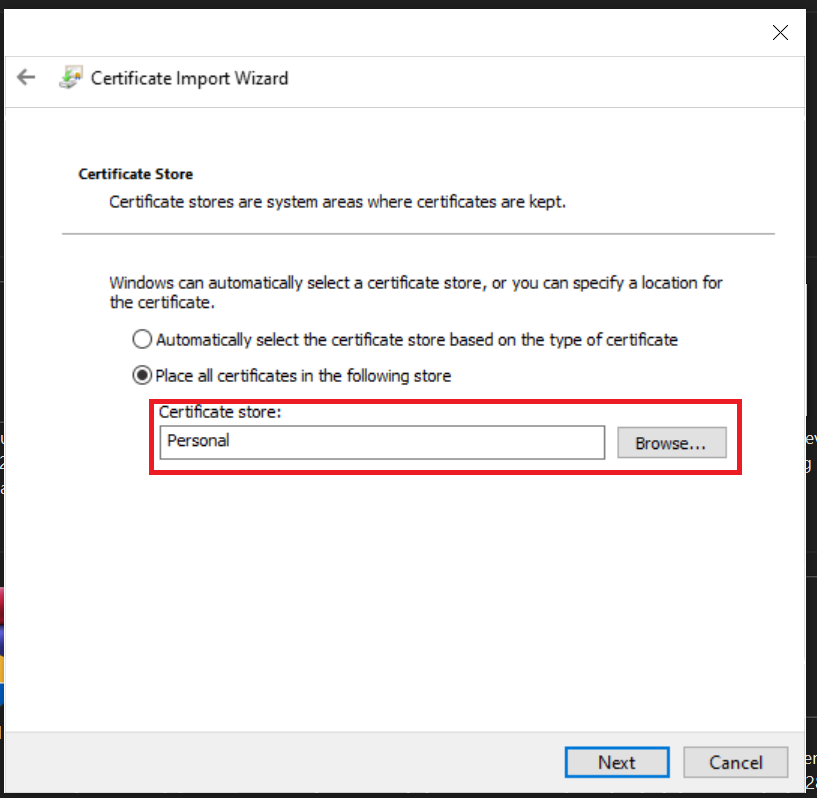 Certificate Import Wizard
Certificate Store
Certificate stores are system areas where certificates are kept.
Windows can automatically select a certificate store, or you can specify a location for
the certificate.
Automatically select the certificate store based on the type of certificate
Place all certificates in the following store
Certificate store:
Personal
Browse...
Next
Cancel